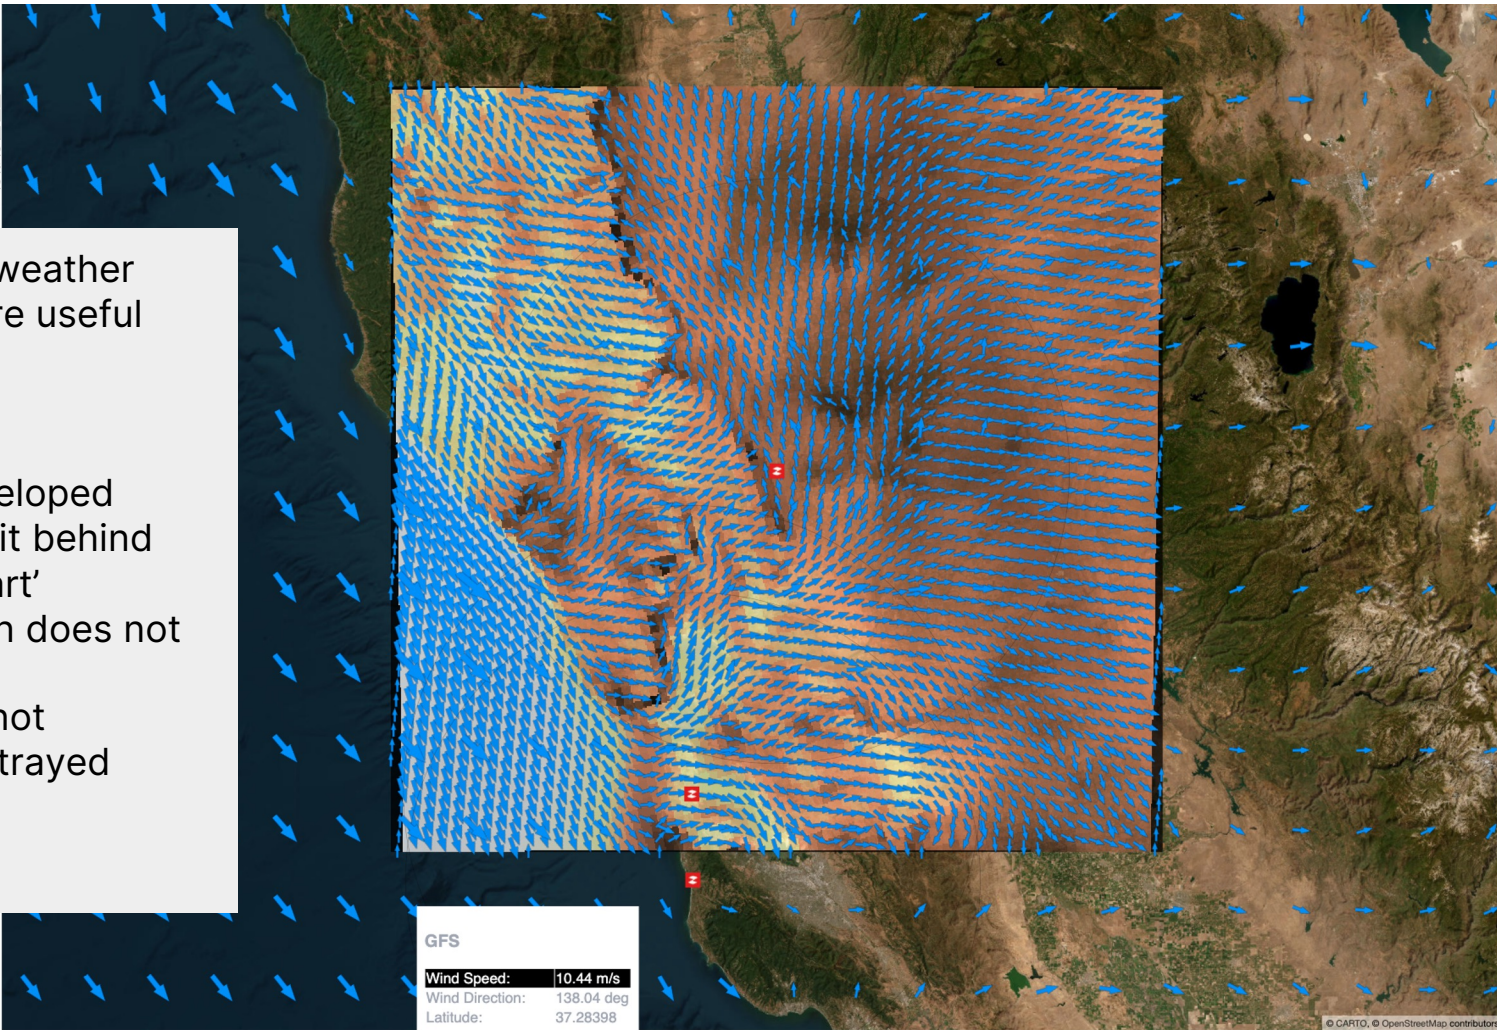 weather
re useful
eloped
it behind
art’
n does not
not
trayed
GFS
Wind Speed: 10.44 m/s
Wind Direction: 138.04 deg
Latitude: 37.28398
© CARTO, © OpenStreetMap contributors